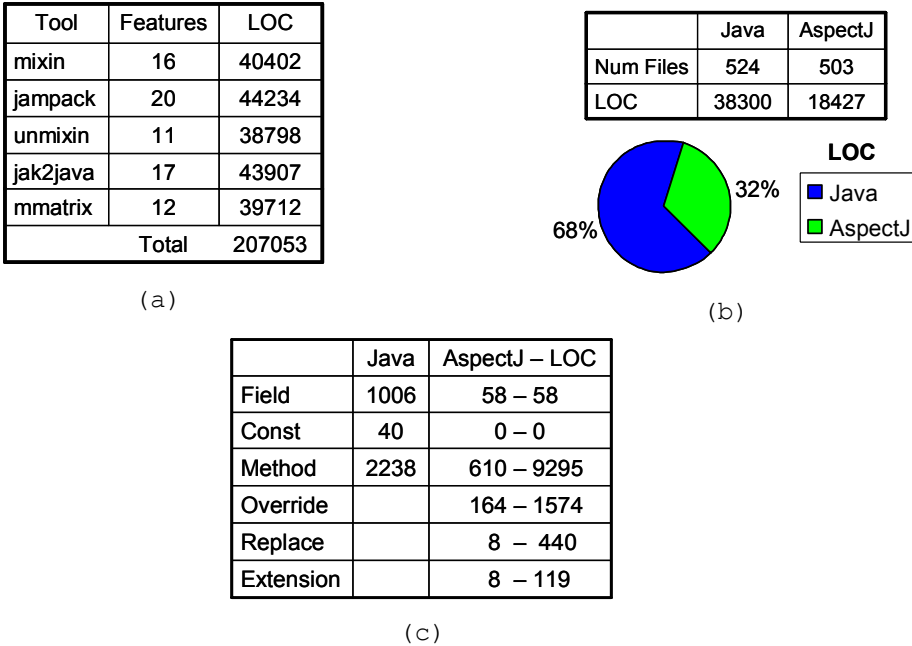 Tool Features LOC
mixin 16 40402
jampack 20 44234
unmixin 11 38798
jak2java 17 43907
mmatrix 12 39712
Total 207053
(a)
Java AspectJ
Num Files 524 503
LOC 38300 18427
LOC
Java
AspectJ
32%
68%
(b)
Java AspectJ – LOC
Field 1006 58 – 58
Const 40 0 – 0
Method 2238 610 – 9295
Override 164 – 1574
Replace 8 – 440
Extension 8 – 119
(c)